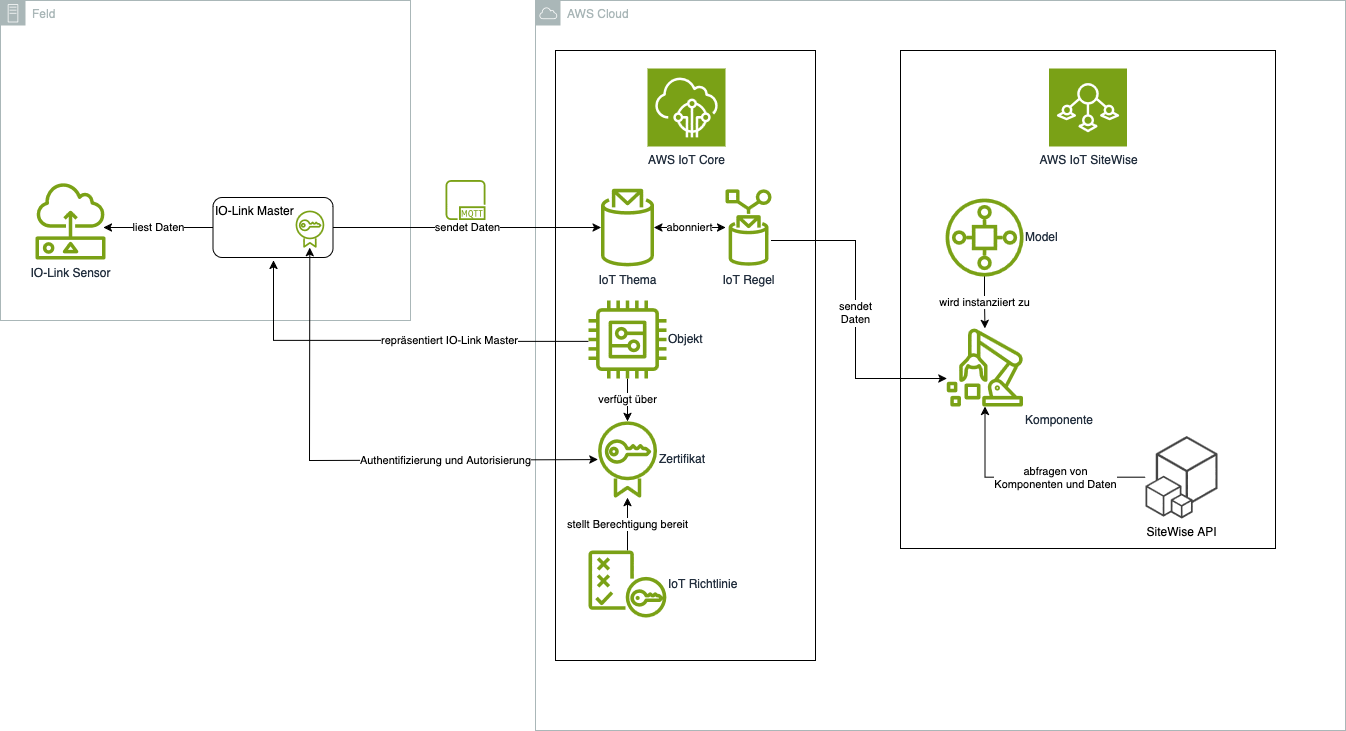 Feld
AWS Cloud
AWS IoT Core
AWS IoT SiteWise
IO-Link Master
MQTT
liest Daten
sendet Daten
abonniert
Model
IO-Link Sensor
IoT Thema
IoT Regel
wird instanziiert zu
sendet
Daten
repräsentiert IO-Link Master
Objekt
verfügt über
Komponente
Authentifizierung und Autorisierung
Zertifikat
abfragen von
Komponenten und Daten
stellt Berechtigung bereit
SiteWise API
IoT Richtlinie